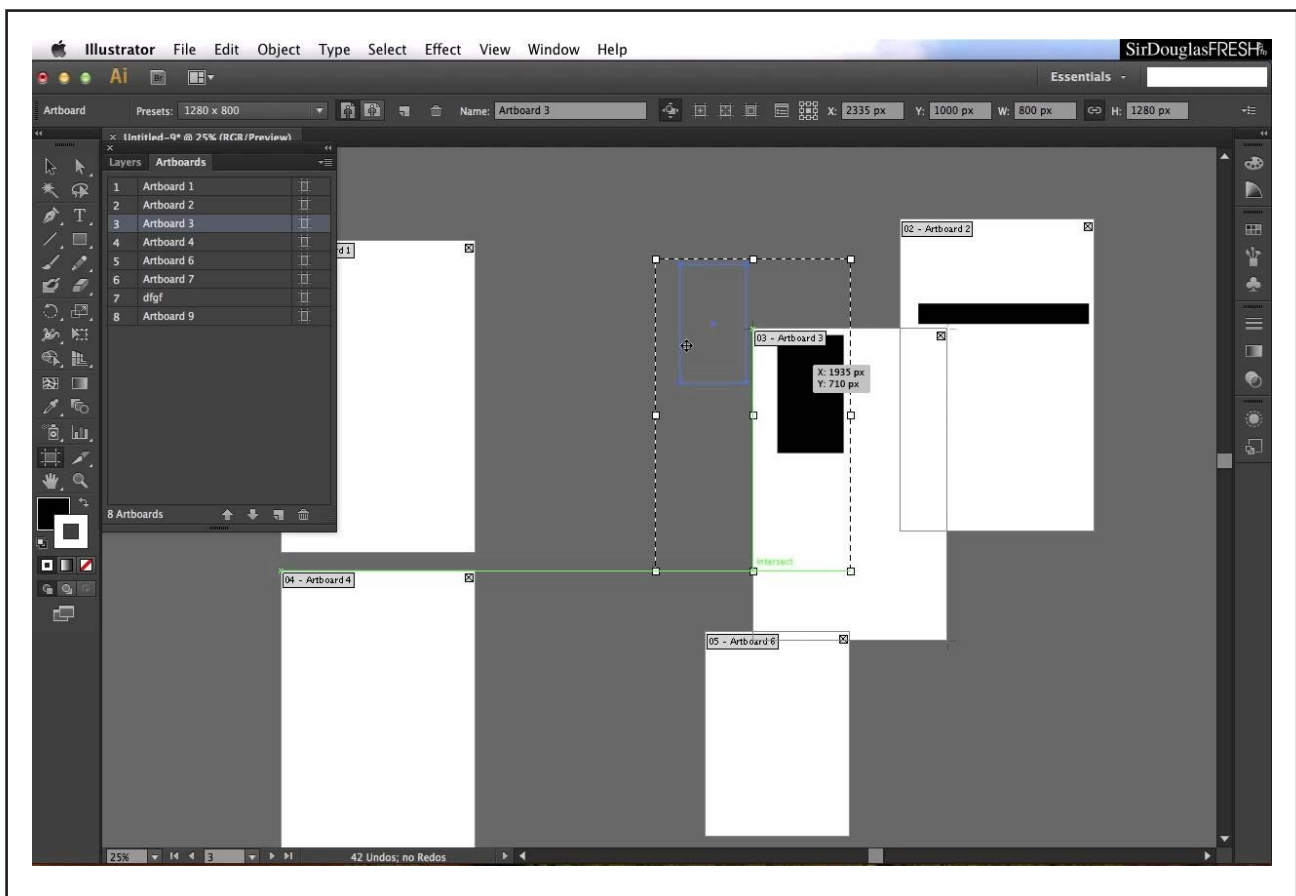 Illustrator File Edit Object Type Select Effect View Window Help
SirDouglasFRESH
Ai Br Essentials
Artboard Presets: 1280 x 800 Name: Artboard 3 X: 2335 px Y: 1000 px W: 800 px H: 1280 px
× Untitled-9* @ 25% (RGB/Preview)
Layers Artboards
1 Artboard 1
2 Artboard 2
3 Artboard 3
4 Artboard 4
5 Artboard 6
6 Artboard 7
7 dfgf
8 Artboard 9
8 Artboards
rd 1
02 - Artboard 2
03 - Artboard 3
X: 1935 px
Y: 710 px
intersect
04 - Artboard 4
05 - Artboard 6
25% 3 42 Undos; no Redos